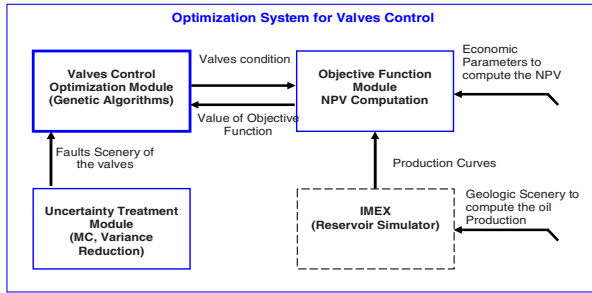 Optimization System for Valves Control
Valves Control
Optimization Module
(Genetic Algorithms)
Valves condition
Value of Objective
Function
Objective Function
Module
NPV Computation
Economic
Parameters to
compute the NPV
Faults Scenery of
the valves
Production Curves
Uncertainty Treatment
Module
(MC, Variance
Reduction)
IMEX
(Reservoir Simulator)
Geologic Scenery to
compute the oil
Production